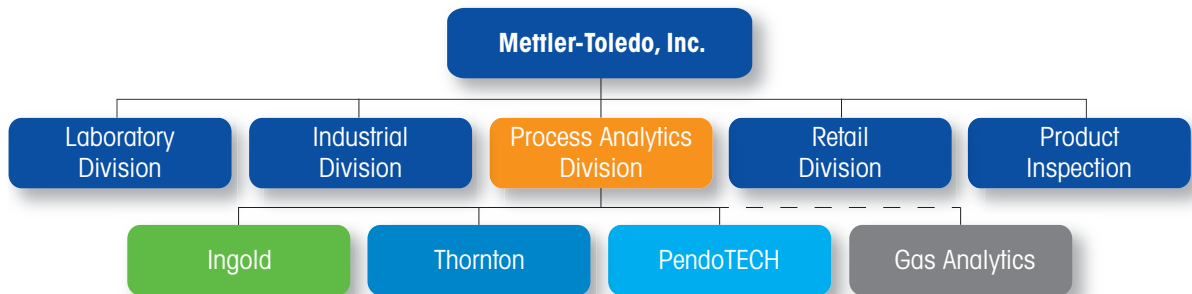 Mettler-Toledo, Inc.
Laboratory
Division
Industrial
Division
Process Analytics
Division
Retail
Division
Product
Inspection
Ingold
Thornton
PendoTECH
Gas Analytics